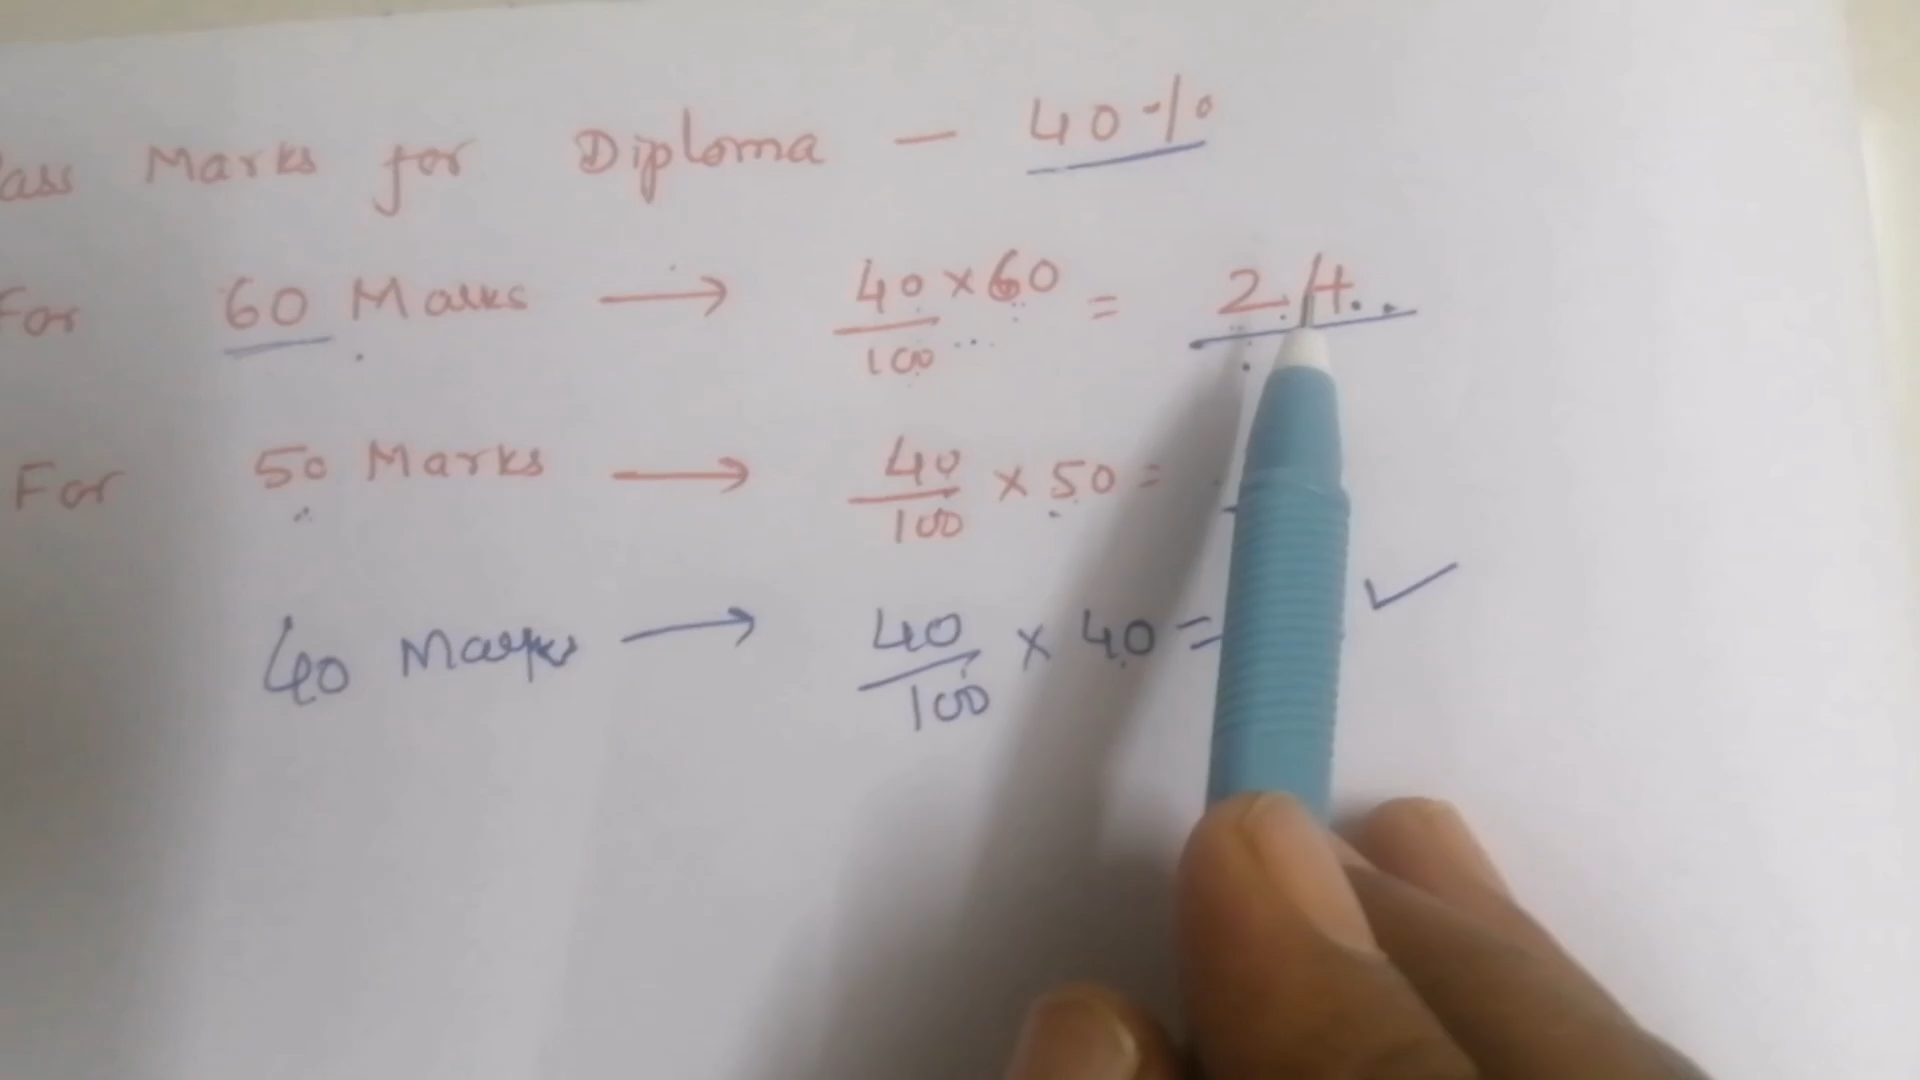 ass Marks for Diploma - 40%
For 60 Marks → 40/100 × 60 = 24
For 50 Marks → 40/100 × 50 =
40 Marks → 40/100 × 40 = ✓